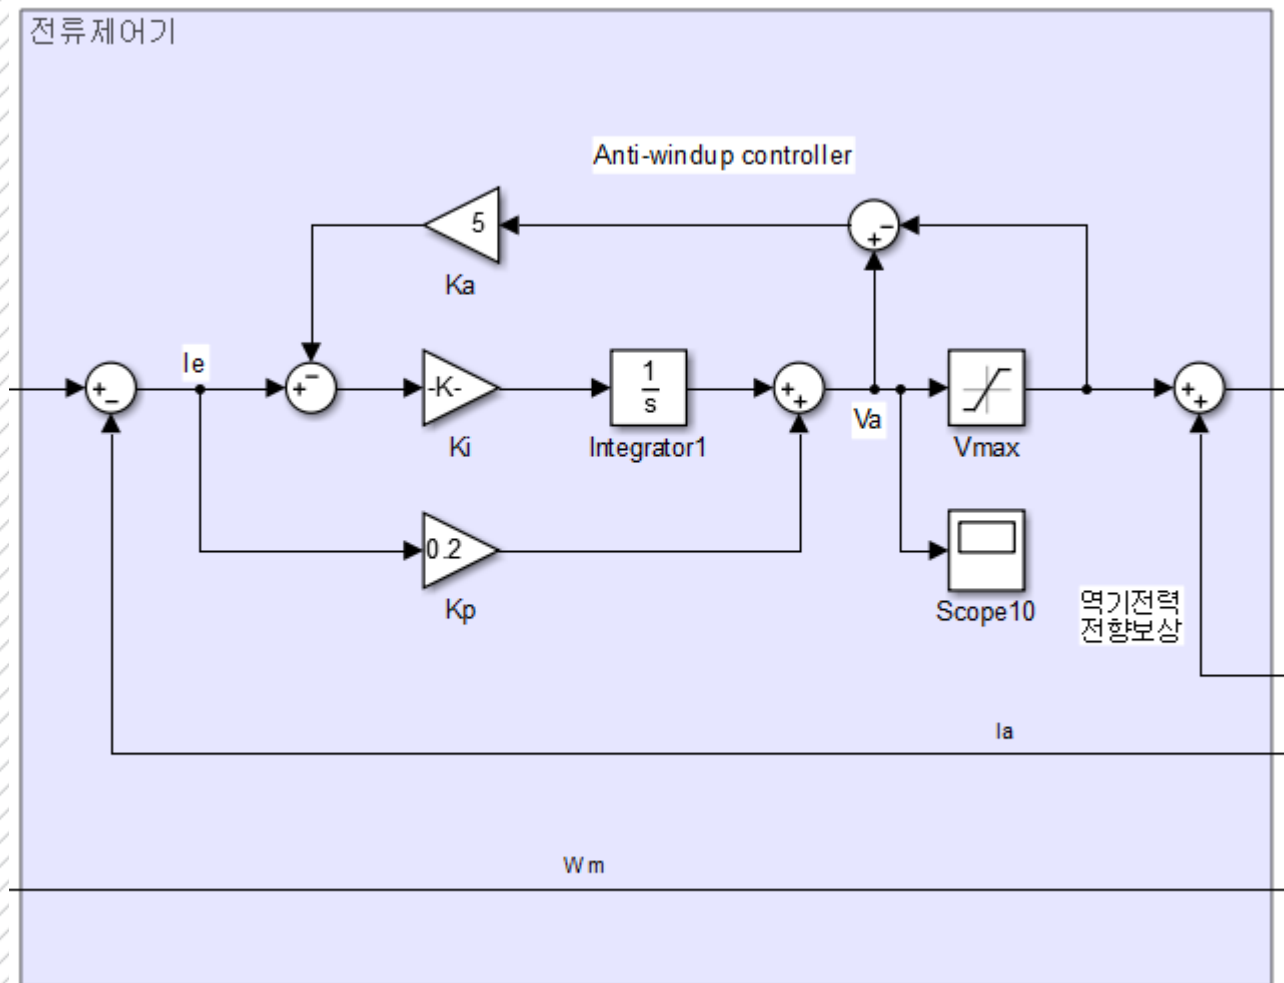 전류제어기
Anti-windup controller
5
Ka
Ie
-K-
Ki
1
s
Integrator1
Va
Vmax
0.2
Kp
Scope10
역기전력
전향보상
Ia
Wm